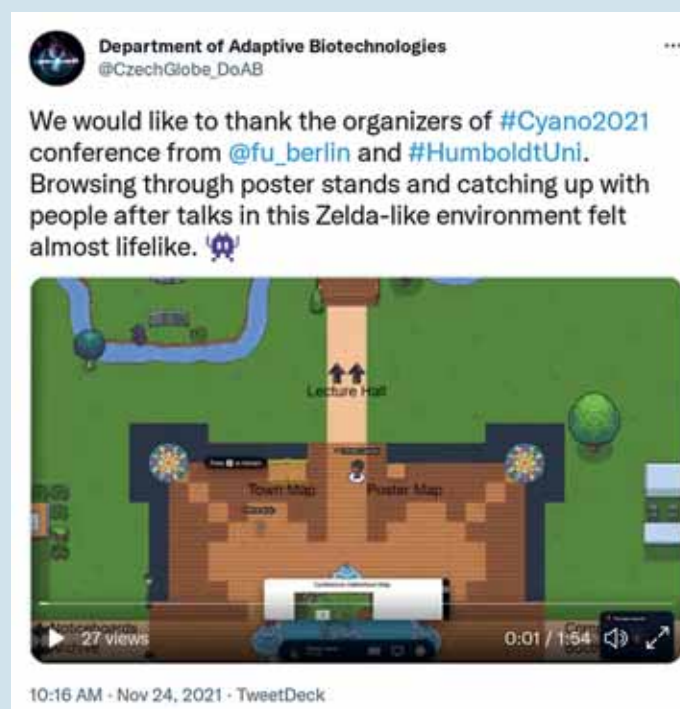 Department of Adaptive Biotechnologies
@CzechGlobe_DoAB
We would like to thank the organizers of #Cyano2021
conference from @fu_berlin and #HumboldtUni.
Browsing through poster stands and catching up with
people after talks in this Zelda-like environment felt
almost lifelike.
Lecture Hall
Town Map
Poster Map
Noticeboards
27 views
0:01 / 1:54
10:16 AM · Nov 24, 2021 · TweetDeck